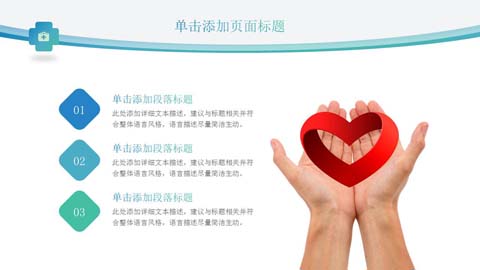 单击添加页面标题
01
单击添加段落标题
此处添加详细文本描述，建议与标题相关并符
合整体语言风格，语言描述尽量简洁生动。
02
单击添加段落标题
此处添加详细文本描述，建议与标题相关并符
合整体语言风格，语言描述尽量简洁生动。
03
单击添加段落标题
此处添加详细文本描述，建议与标题相关并符
合整体语言风格，语言描述尽量简洁生动。